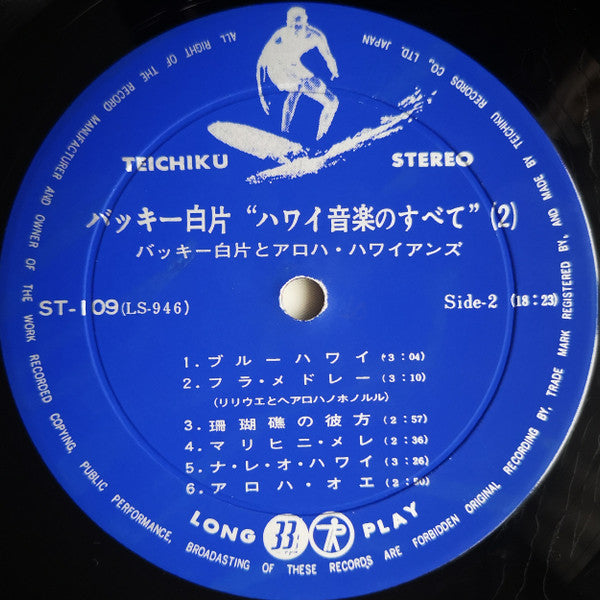 TEICHIKU
STEREO
バッキー白片 “ハワイ音楽のすべて” (2)
バッキー白片とアロハ・ハワイアンズ
ST-109(LS-946)
Side-2 (18:23)
1. ブルーハワイ (3:04)
2. フラ・メドレー (3:10)
(リリウエとヘアロハノホノルル)
3. 珊瑚礁の彼方 (2:57)
4. マリヒニ・メレ (2:36)
5. ナ・レ・オ・ハワイ (3:26)
6. アロハ・オエ (2:50)
LONG 33⅓ PLAY
ALL RIGHT OF THE RECORD MANUFACTURER AND OWNER OF THE WORK RECORDED COPYING, PUBLIC PERFORMANCE, BROADASTING OF THESE RECORDS ARE FORBIDDEN ORIGINAL RECORDING BY, TRADE MARK REGISTERED BY, AND MADE BY TEICHIKU RECORDS CO., LTD. JAPAN